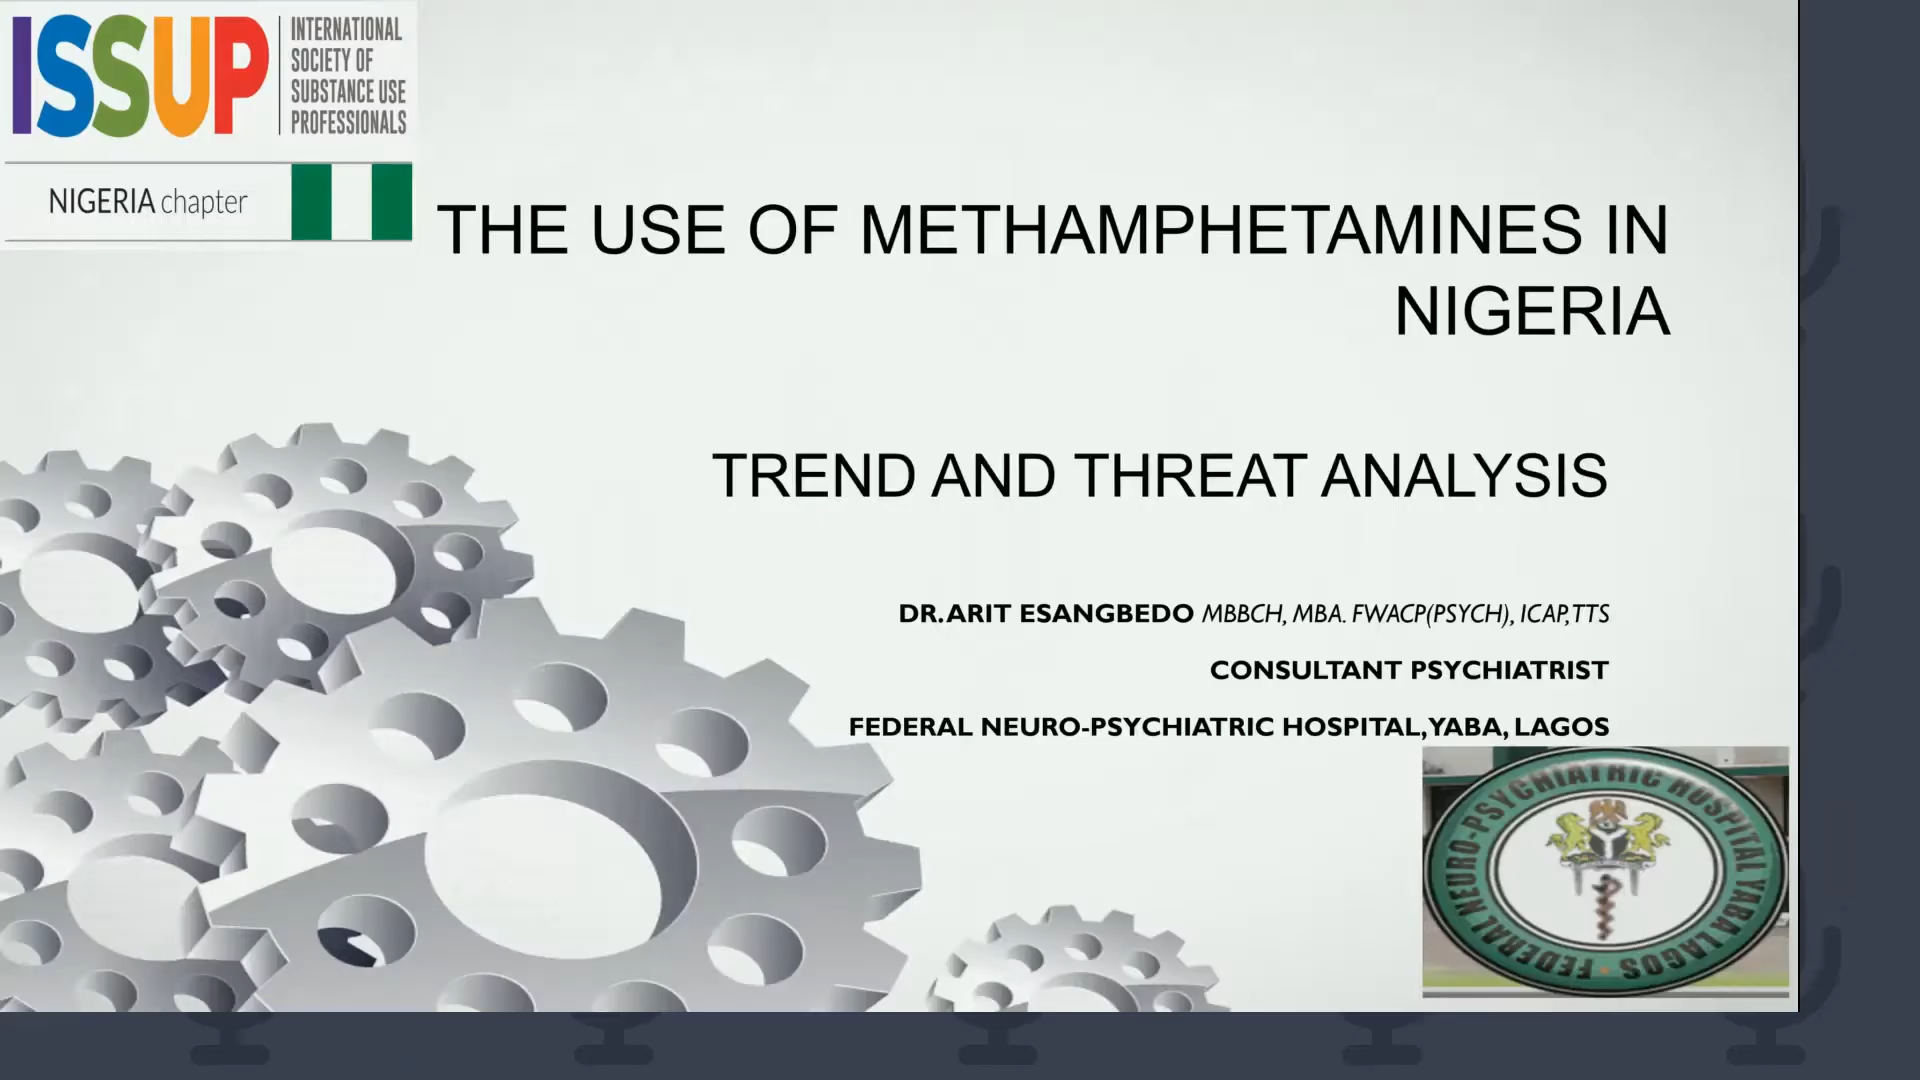 ISSUP
INTERNATIONAL
SOCIETY OF
SUBSTANCE USE
PROFESSIONALS
NIGERIA chapter
THE USE OF METHAMPHETAMINES IN
NIGERIA
TREND AND THREAT ANALYSIS
DR. ARIT ESANGBEDO MBBCH, MBA. FWACP(PSYCH), ICAP,TTS
CONSULTANT PSYCHIATRIST
FEDERAL NEURO-PSYCHIATRIC HOSPITAL, YABA, LAGOS
FEDERAL NEURO-PSYCHIATRIC HOSPITAL YABA LAGOS